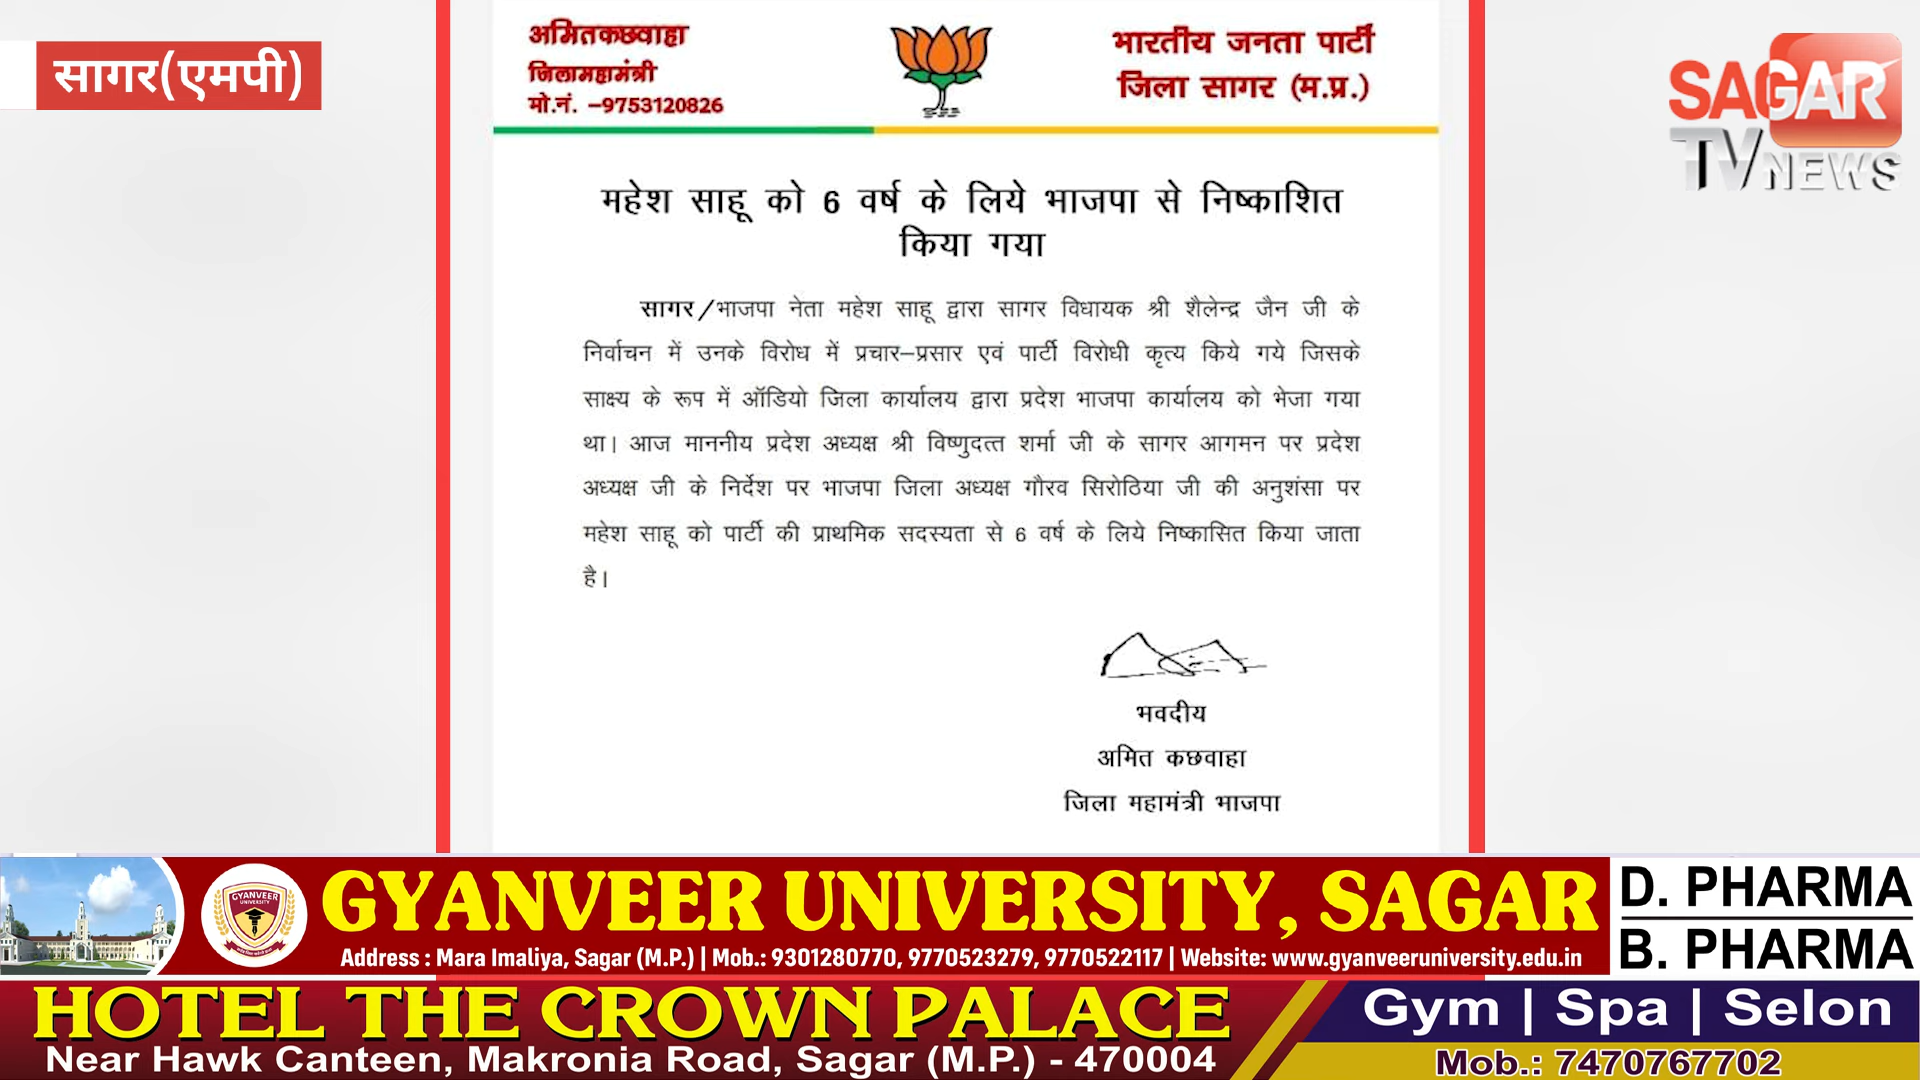 सागर(एमपी)
अमितकछवाहा
जिलामहामंत्री
मो.नं. –9753120826
भारतीय जनता पार्टी
जिला सागर (म.प्र.)
SAGAR
TV NEWS
महेश साहू को 6 वर्ष के लिये भाजपा से निष्काशित
किया गया
सागर/भाजपा नेता महेश साहू द्वारा सागर विधायक श्री शैलेन्द्र जैन जी के
निर्वाचन में उनके विरोध में प्रचार–प्रसार एवं पार्टी विरोधी कृत्य किये गये जिसके
साक्ष्य के रूप में ऑडियो जिला कार्यालय द्वारा प्रदेश भाजपा कार्यालय को भेजा गया
था। आज माननीय प्रदेश अध्यक्ष श्री विष्णुदत्त शर्मा जी के सागर आगमन पर प्रदेश
अध्यक्ष जी के निर्देश पर भाजपा जिला अध्यक्ष गौरव सिरोठिया जी की अनुशंसा पर
महेश साहू को पार्टी की प्राथमिक सदस्यता से 6 वर्ष के लिये निष्कासित किया जाता
है।
भवदीय
अमित कछवाहा
जिला महामंत्री भाजपा
GYANVEER UNIVERSITY
GYANVEER UNIVERSITY, SAGAR
Address : Mara Imaliya, Sagar (M.P.) | Mob.: 9301280770, 9770523279, 9770522117 | Website: www.gyanveeruniversity.edu.in
D. PHARMA
B. PHARMA
HOTEL THE CROWN PALACE
Near Hawk Canteen, Makronia Road, Sagar (M.P.) - 470004
Gym | Spa | Selon
Mob.: 7470767702